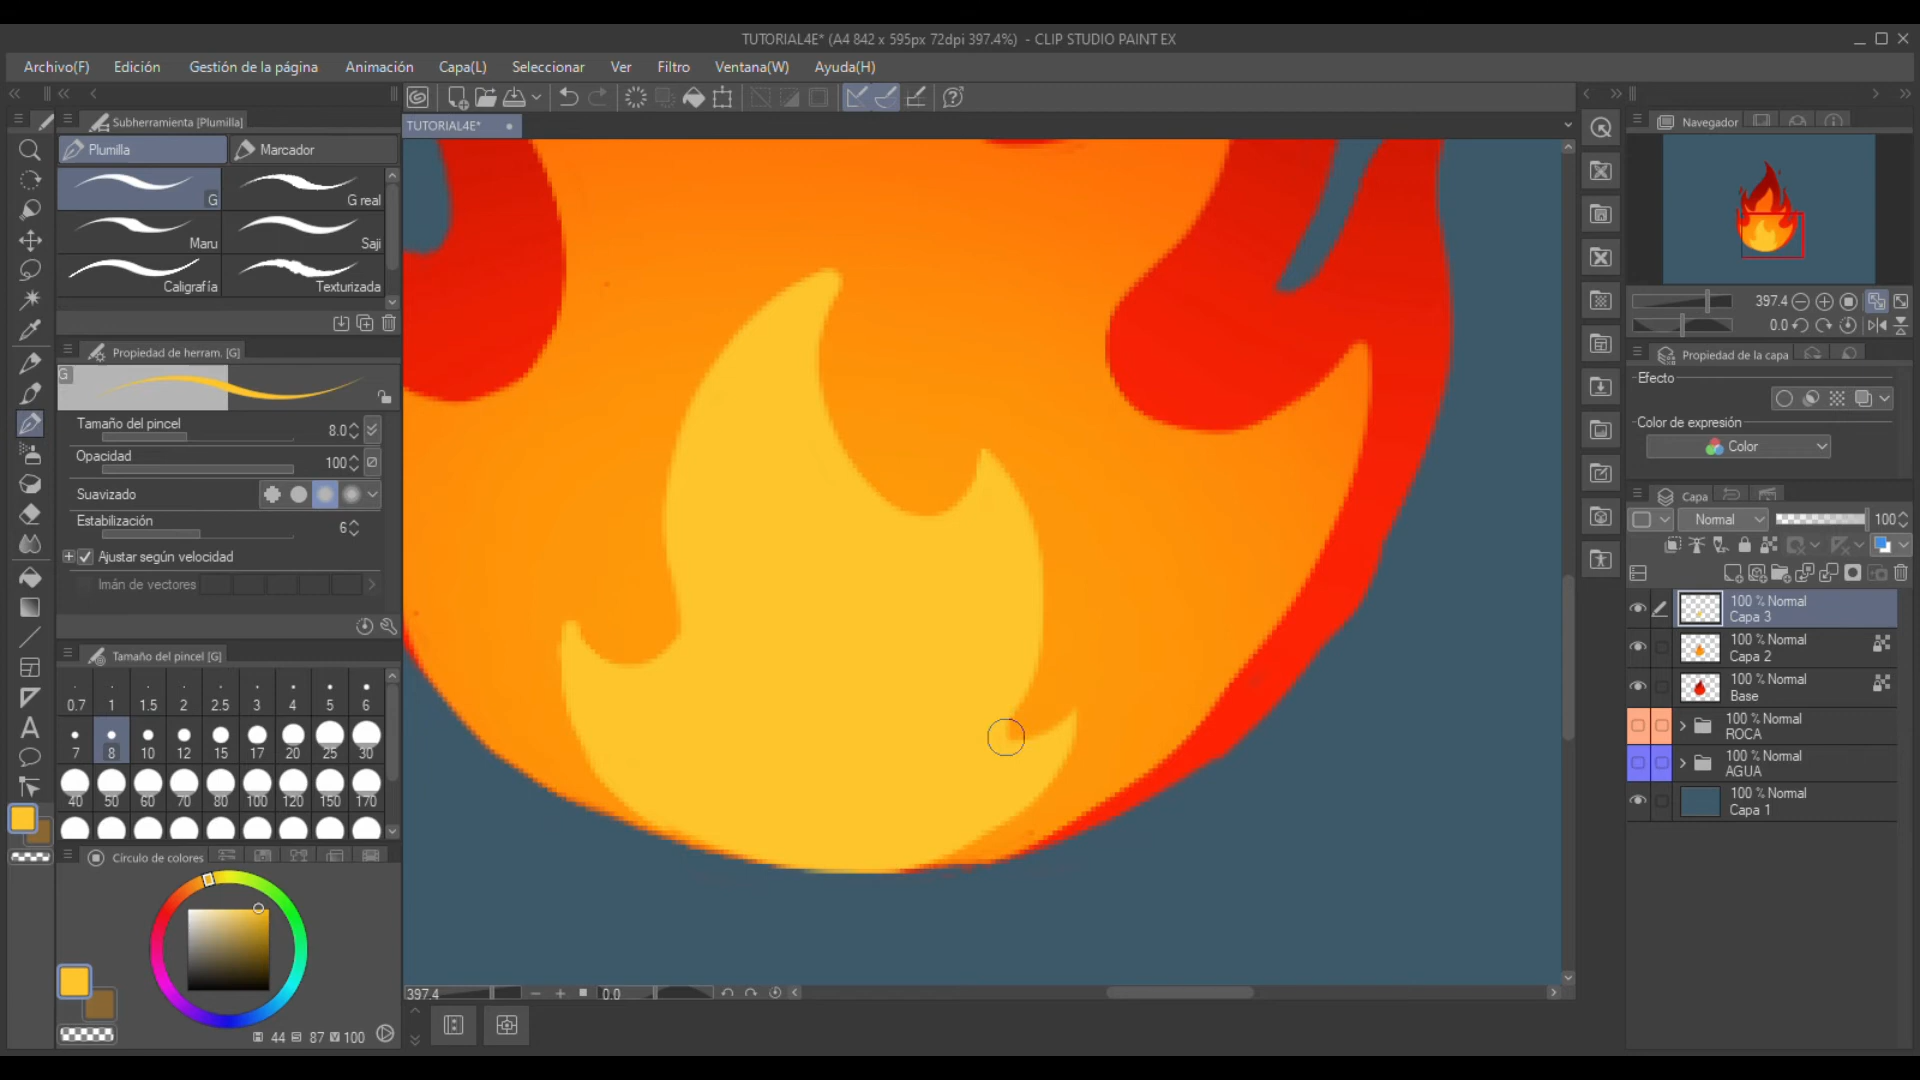 TUTORIAL4E* (A4 842 x 595px 72dpi 397.4%)  - CLIP STUDIO PAINT EX
Archivo(F) Edición Gestión de la página Animación Capa(L) Seleccionar Ver Filtro Ventana(W) Ayuda(H)
Subherramienta [Plumilla]
Plumilla Marcador
G G real
Maru Saji
Caligrafía Texturizada
Propiedad de herram. [G]
G
Tamaño del pincel 8.0
Opacidad 100
Suavizado
Estabilización 6
Ajustar según velocidad
Imán de vectores
Tamaño del pincel [G]
0.7 1 1.5 2 2.5 3 4 5 6
7 8 10 12 15 17 20 25 30
40 50 60 70 80 100 120 150 170
Círculo de colores
H 44 S 87 V 100
TUTORIAL4E*
397.4 0.0
Navegador
397.4
0.0
Propiedad de la capa
Efecto
Color de expresión
Color
Capa
Normal 100
100 % Normal
Capa 3
100 % Normal
Capa 2
100 % Normal
Base
100 % Normal
ROCA
100 % Normal
AGUA
100 % Normal
Capa 1